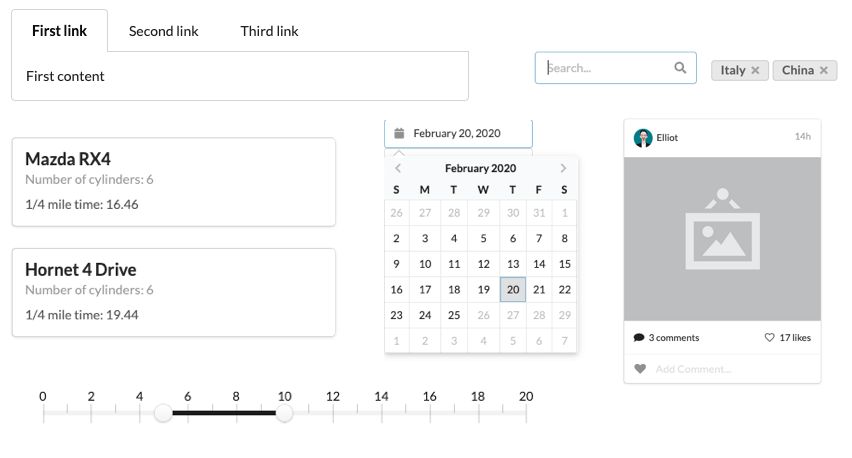 First link Second link Third link
First content
Search...
Italy China
Mazda RX4
Number of cylinders: 6
1/4 mile time: 16.46
Hornet 4 Drive
Number of cylinders: 6
1/4 mile time: 19.44
February 20, 2020
February 2020
S M T W T F S
26 27 28 29 30 31 1
2 3 4 5 6 7 8
9 10 11 12 13 14 15
16 17 18 19 20 21 22
23 24 25 26 27 28 29
1 2 3 4 5 6 7
Elliot 14h
3 comments 17 likes
Add Comment...
0 2 4 6 8 10 12 14 16 18 20